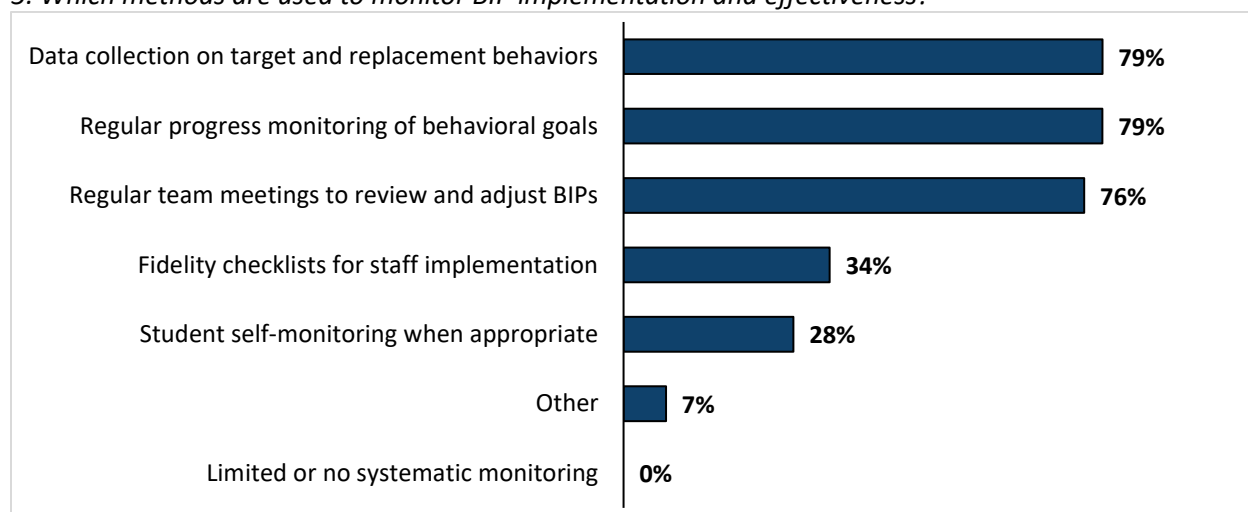 3. Which methods are used to monitor BIP implementation and effectiveness?
Data collection on target and replacement behaviors 79%
Regular progress monitoring of behavioral goals 79%
Regular team meetings to review and adjust BIPs 76%
Fidelity checklists for staff implementation 34%
Student self-monitoring when appropriate 28%
Other 7%
Limited or no systematic monitoring 0%